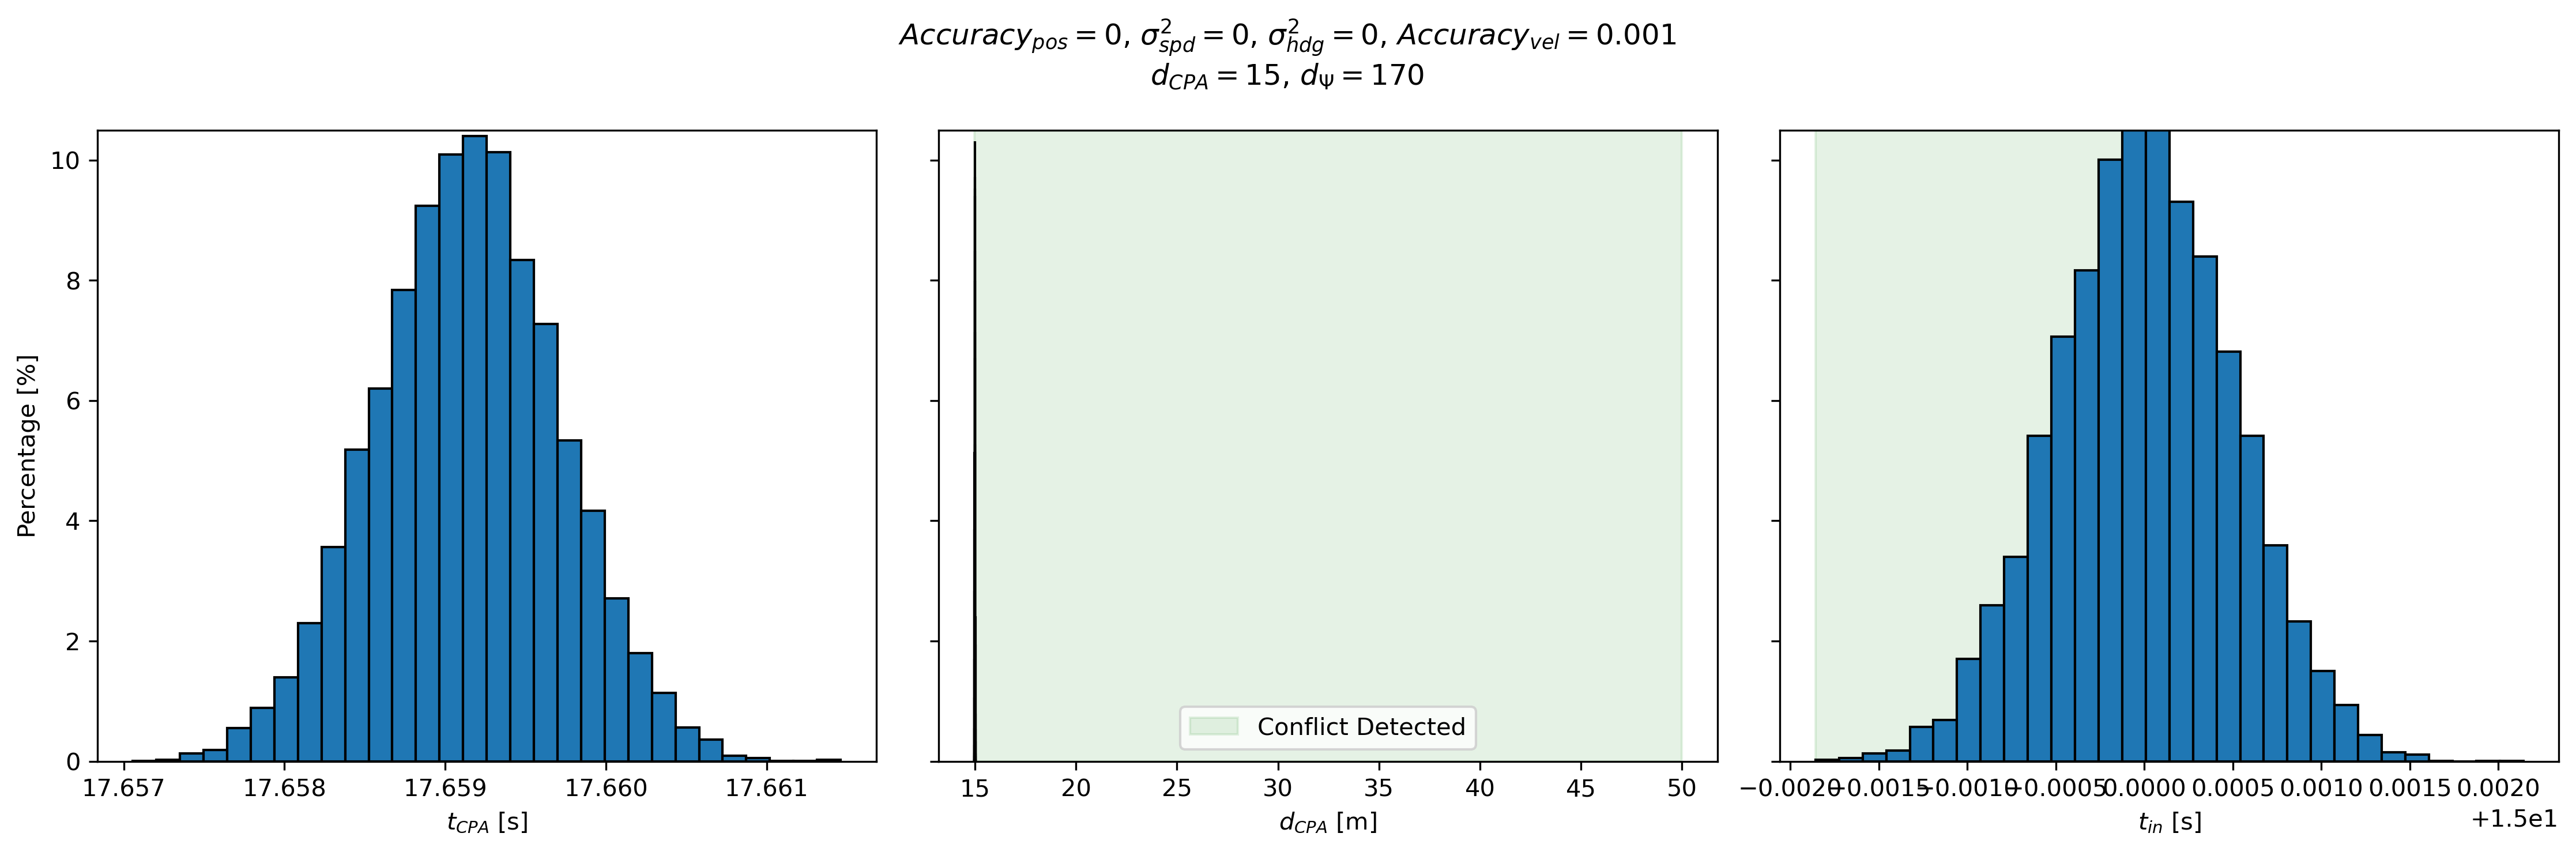 Accuracy_pos = 0, σ²_spd = 0, σ²_hdg = 0, Accuracy_vel = 0.001
d_CPA = 15, d_Ψ = 170
Percentage [%]
10
8
6
4
2
0
17.657 17.658 17.659 17.660 17.661
t_CPA [s]
Conflict Detected
15 20 25 30 35 40 45 50
d_CPA [m]
−0.0020 −0.0015 −0.0010 −0.0005 0.0000 0.0005 0.0010 0.0015 0.0020
+1.5e1
t_in [s]